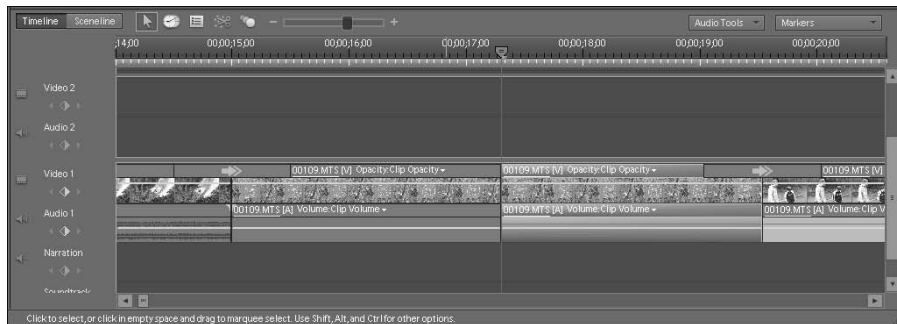 Timeline Sceneline Audio Tools Markers
;14;00 00;00;15;00 00;00;16;00 00;00;17;00 00;00;18;00 00;00;19;00 00;00;20;00
Video 2
Audio 2
Video 1 00109.MTS [V] Opacity:Clip Opacity 00109.MTS [V] Opacity:Clip Opacity 00109.MTS [V]
Audio 1 00109.MTS [A] Volume:Clip Volume 00109.MTS [A] Volume:Clip Volume 00109.MTS [A] Volume:Clip V
Narration
Soundtrack
Click to select, or click in empty space and drag to marquee select. Use Shift, Alt, and Ctrl for other options.